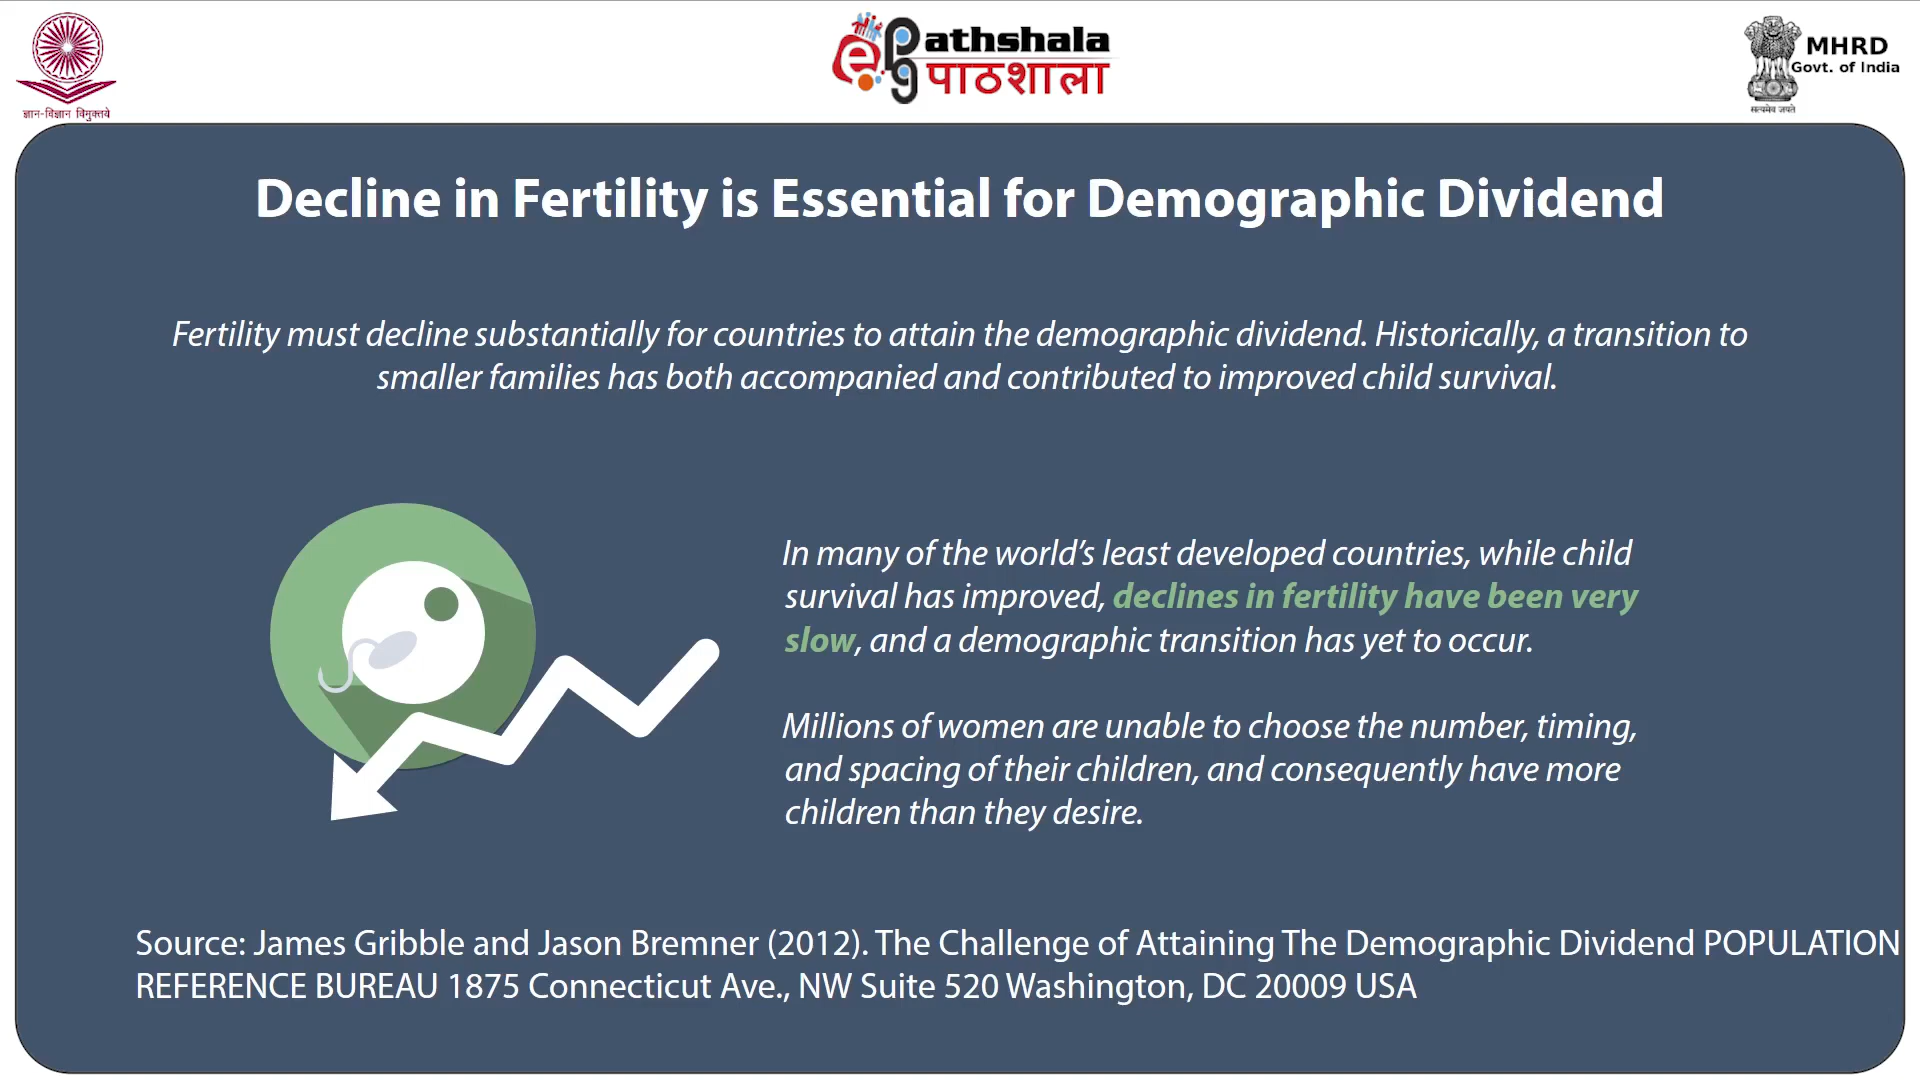 ज्ञान-विज्ञान विमुक्तये
ePathshala
पाठशाला
pg
MHRD
Govt. of India
सत्यमेव जयते
Decline in Fertility is Essential for Demographic Dividend
Fertility must decline substantially for countries to attain the demographic dividend. Historically, a transition to
smaller families has both accompanied and contributed to improved child survival.
In many of the world’s least developed countries, while child
survival has improved, declines in fertility have been very
slow, and a demographic transition has yet to occur.
Millions of women are unable to choose the number, timing,
and spacing of their children, and consequently have more
children than they desire.
Source: James Gribble and Jason Bremner (2012). The Challenge of Attaining The Demographic Dividend POPULATION
REFERENCE BUREAU 1875 Connecticut Ave., NW Suite 520 Washington, DC 20009 USA